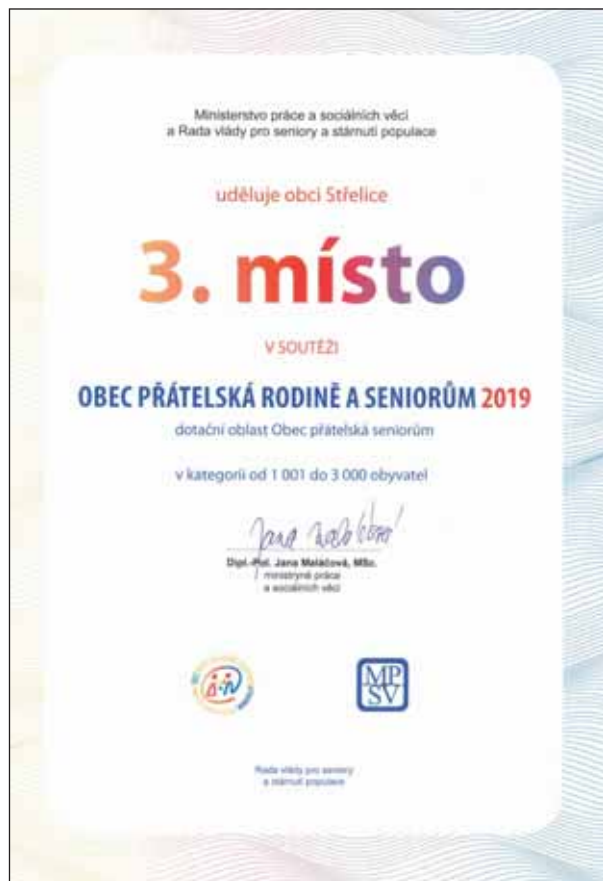 Ministerstvo práce a sociálních věcí
a Rada vlády pro seniory a stárnutí populace
uděluje obci Střelice
3. místo
V SOUTĚŽI
OBEC PŘÁTELSKÁ RODINĚ A SENIORŮM 2019
dotační oblast Obec přátelská seniorům
v kategorii od 1 001 do 3 000 obyvatel
Dipl.-Pol. Jana Maláčová, MSc.
ministryně práce
a sociálních věcí
MP
SV
Rada vlády pro seniory
a stárnutí populace